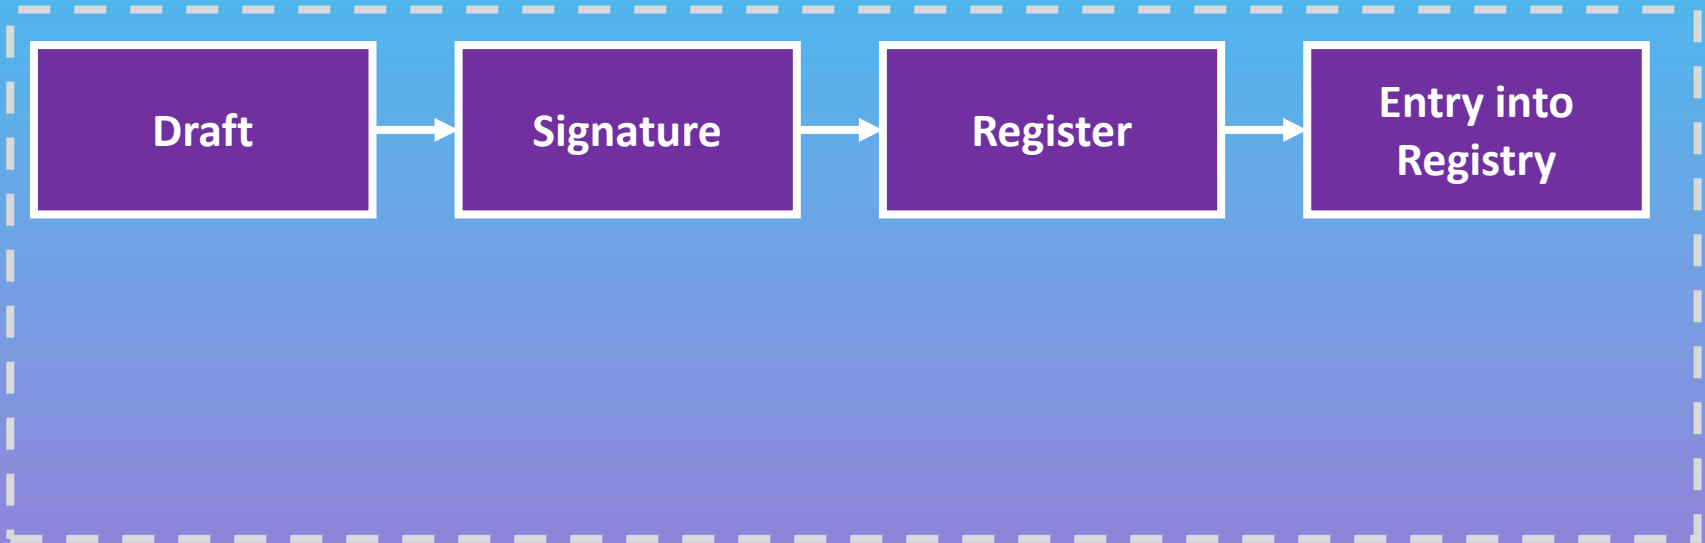 Draft
Signature
Register
Entry into
Registry